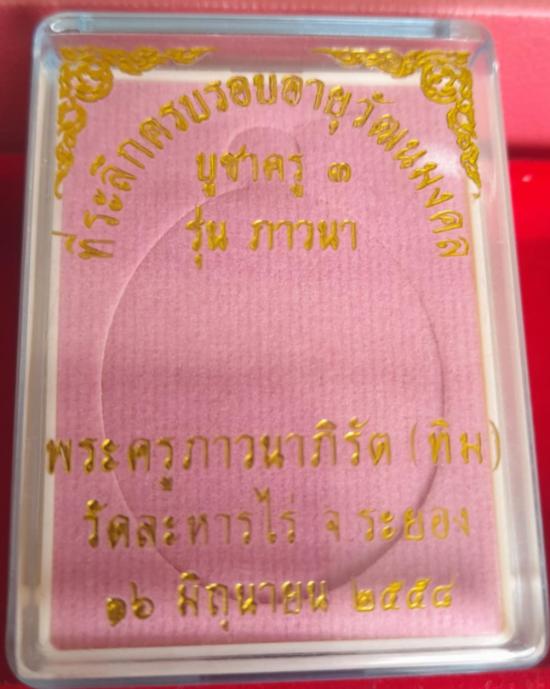 ที่ระลึกครบรอบอายุวัฒนมงคล
บูชาครู ๓
รุ่น ภาวนา
พระครูภาวนาภิรัต (ทิม)
วัดละหารไร่ จ.ระยอง
๑๖ มิถุนายน ๒๕๕๘